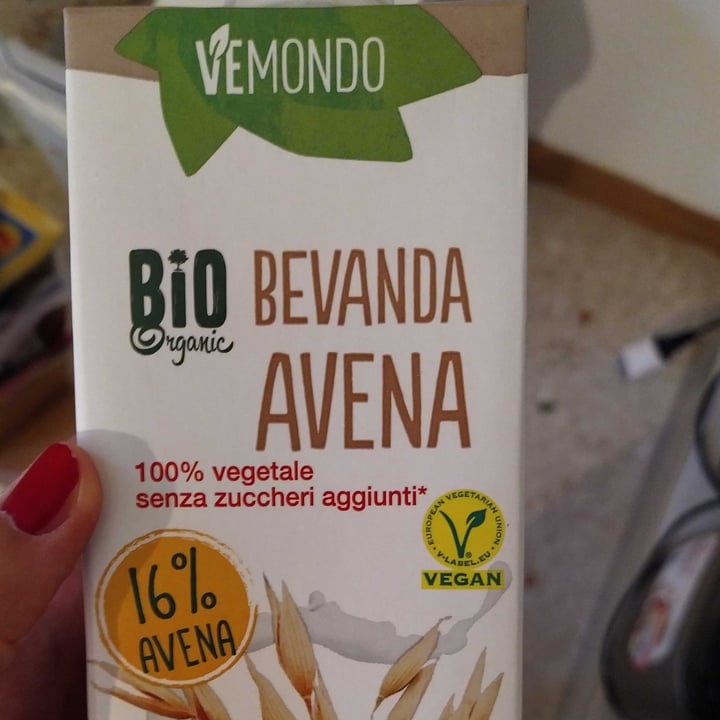 VEMONDO
BIO
Organic
BEVANDA
AVENA
100% vegetale
senza zuccheri aggiunti*
EUROPEAN VEGETARIAN UNION
V-LABEL.EU
VEGAN
16%
AVENA